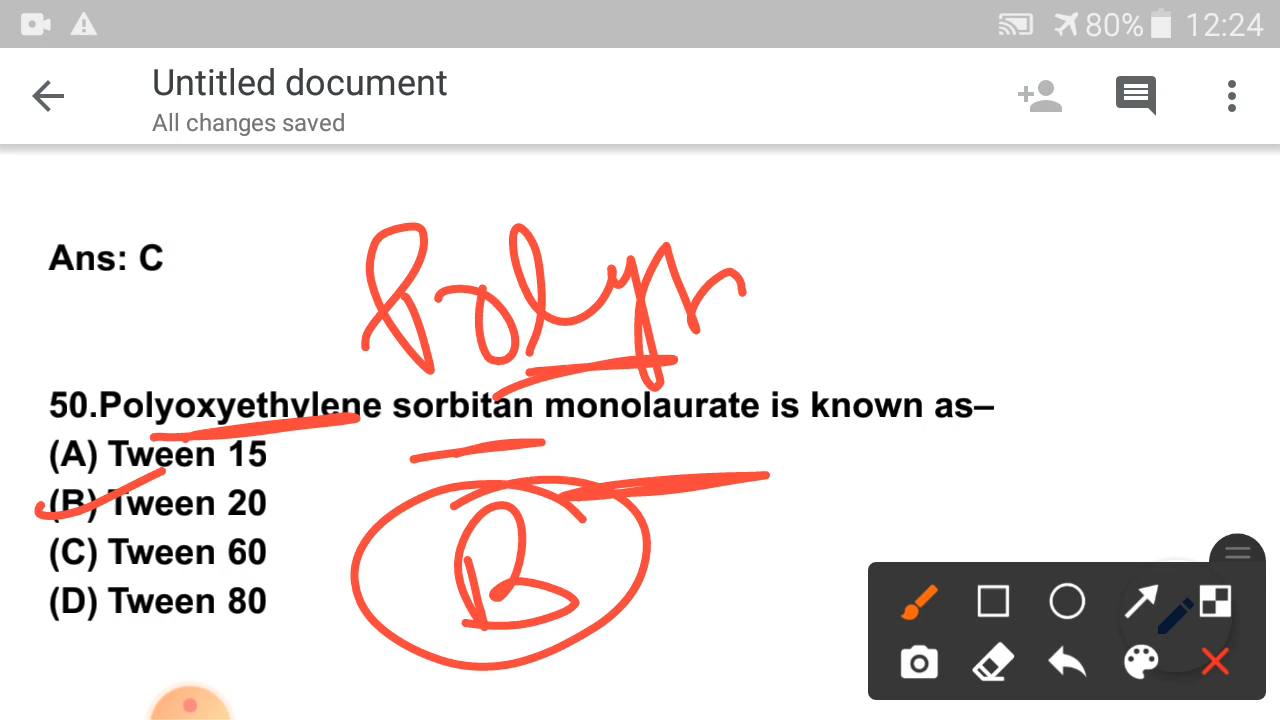 80% 12:24
Untitled document
All changes saved
Ans: C
50.Polyoxyethylene sorbitan monolaurate is known as–
(A) Tween 15
(B) Tween 20
(C) Tween 60
(D) Tween 80
B